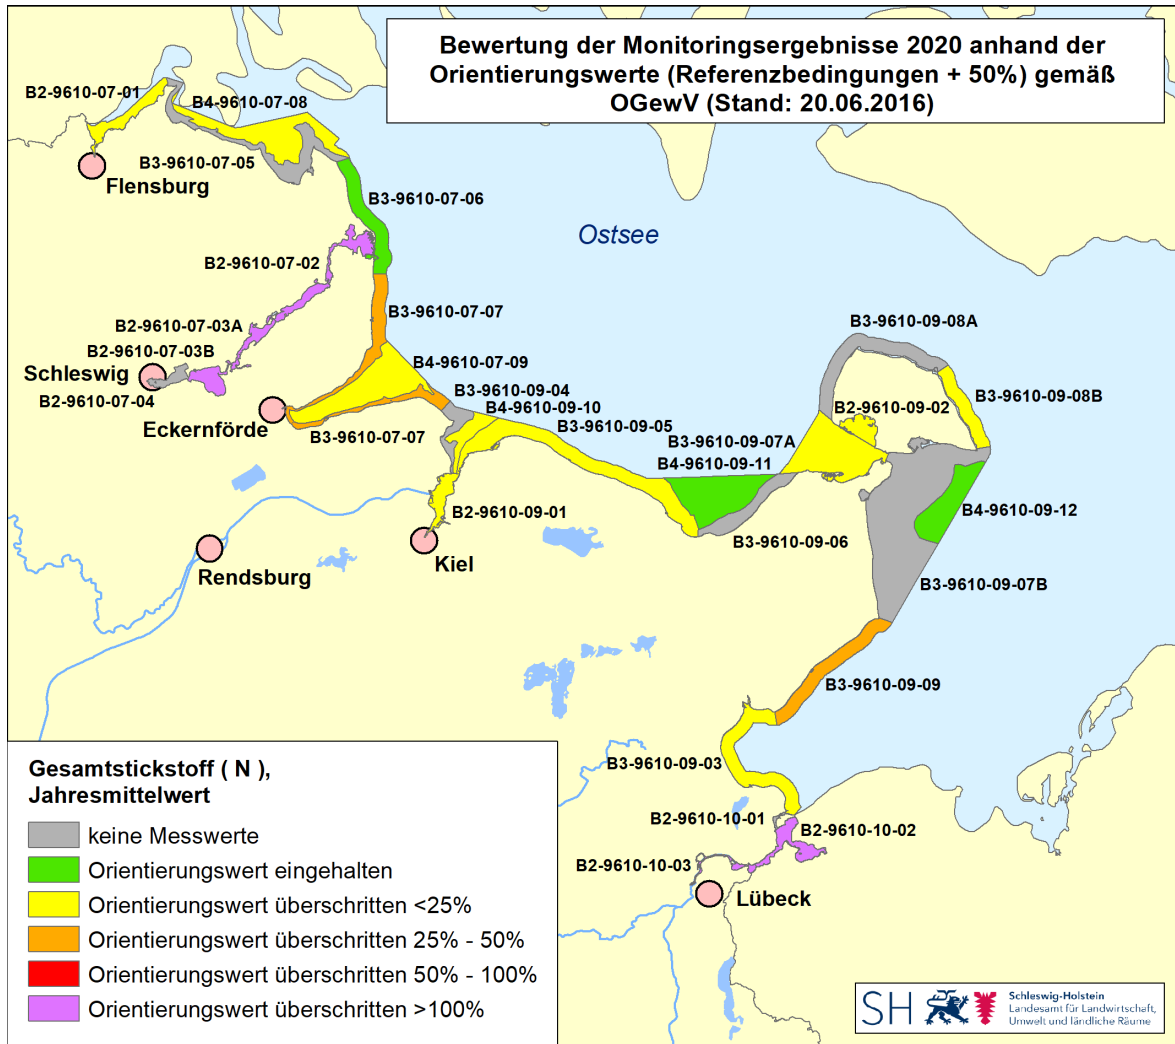 Bewertung der Monitoringsergebnisse 2020 anhand der
Orientierungswerte (Referenzbedingungen + 50%) gemäß
OGewV (Stand: 20.06.2016)
B2-9610-07-01
B4-9610-07-08
B3-9610-07-05
Flensburg
B3-9610-07-06
Ostsee
B2-9610-07-02
B3-9610-07-07
B2-9610-07-03A
B2-9610-07-03B
Schleswig
B2-9610-07-04
B4-9610-07-09
B3-9610-09-04
B4-9610-09-10
B3-9610-09-05
Eckernförde
B3-9610-07-07
B3-9610-09-08A
B3-9610-09-08B
B2-9610-09-02
B3-9610-09-07A
B4-9610-09-11
B2-9610-09-01
B4-9610-09-12
B3-9610-09-06
Kiel
Rendsburg
B3-9610-09-07B
B3-9610-09-09
B3-9610-09-03
B2-9610-10-01
B2-9610-10-02
B2-9610-10-03
Lübeck
Gesamtstickstoff ( N ),
Jahresmittelwert
keine Messwerte
Orientierungswert eingehalten
Orientierungswert überschritten <25%
Orientierungswert überschritten 25% - 50%
Orientierungswert überschritten 50% - 100%
Orientierungswert überschritten >100%
SH
Schleswig-Holstein
Landesamt für Landwirtschaft,
Umwelt und ländliche Räume